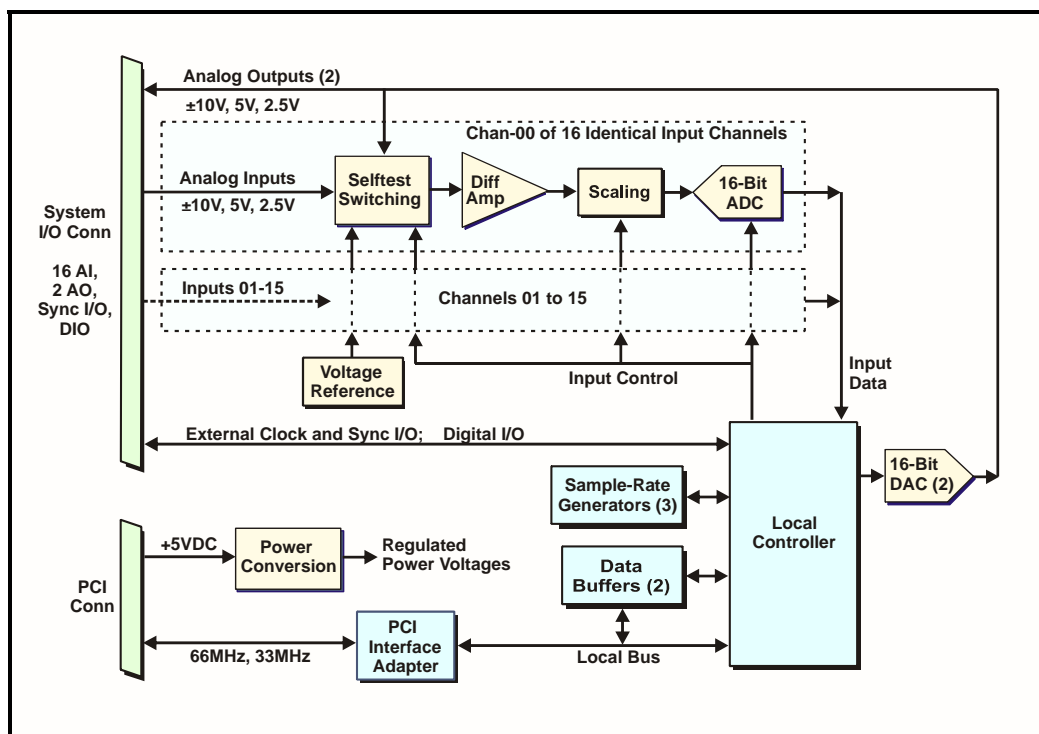 Analog Outputs (2)
±10V, 5V, 2.5V
Chan-00 of 16 Identical Input Channels
Analog Inputs
±10V, 5V, 2.5V
Selftest
Switching
Diff
Amp
Scaling
16-Bit
ADC
System
I/O Conn
16 AI,
2 AO,
Sync I/O,
DIO
Inputs 01-15
Channels 01 to 15
Voltage
Reference
Input Control
Input
Data
External Clock and Sync I/O; Digital I/O
16-Bit
DAC (2)
Sample-Rate
Generators (3)
Local
Controller
+5VDC
Power
Conversion
Regulated
Power Voltages
Data
Buffers (2)
PCI
Conn
66MHz, 33MHz
PCI
Interface
Adapter
Local Bus